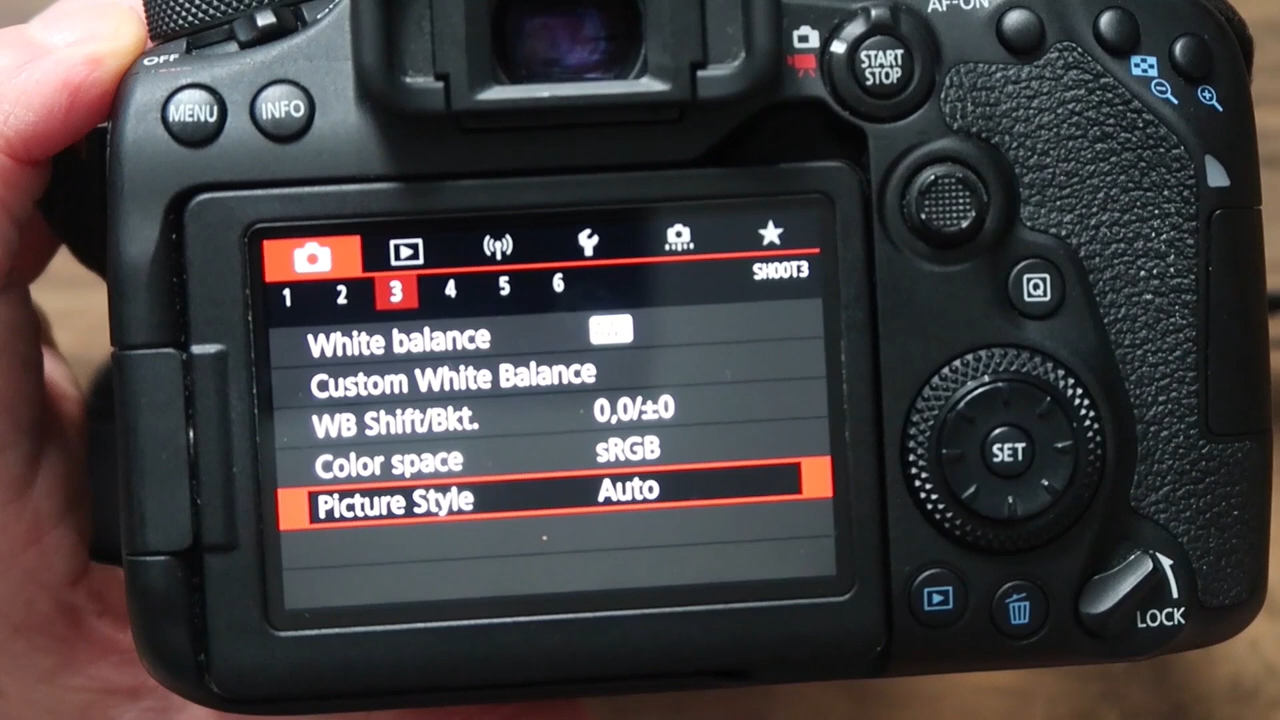 AF-ON
OFF
MENU
INFO
START
STOP
1 2 3 4 5 6
SHOOT3
White balance
Custom White Balance
WB Shift/Bkt. 0,0/±0
Color space sRGB
Picture Style Auto
Q
SET
LOCK